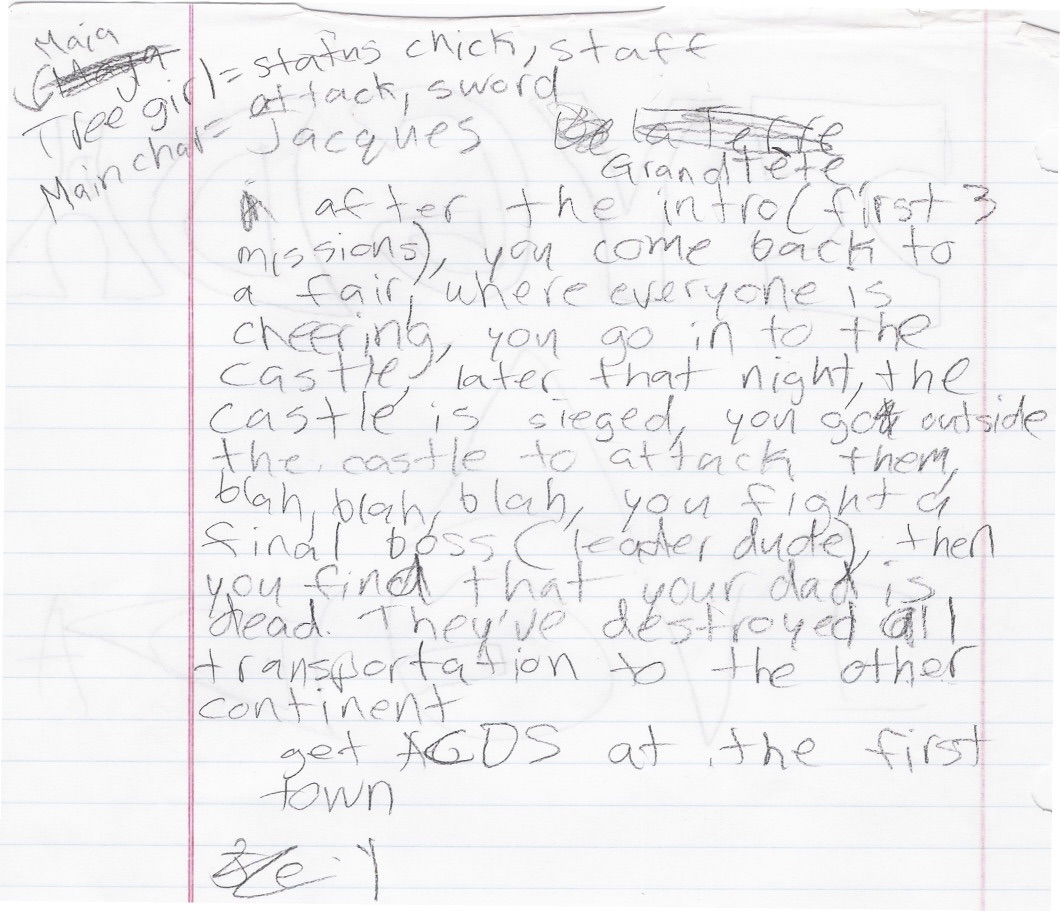 Maia
Tree girl = status chick, staff
attack, sword
Main char = Jacques
Grandtete
after the intro (first 3
missions), you come back to
a fair, where everyone is
cheering, you go in to the
castle, later that night, the
castle is sieged, you go outside
the castle to attack them,
blah, blah, blah, you fight a
final boss (leader dude), then
you find that your dad is
dead. They've destroyed all
transportation to the other
continent
get at the first
town